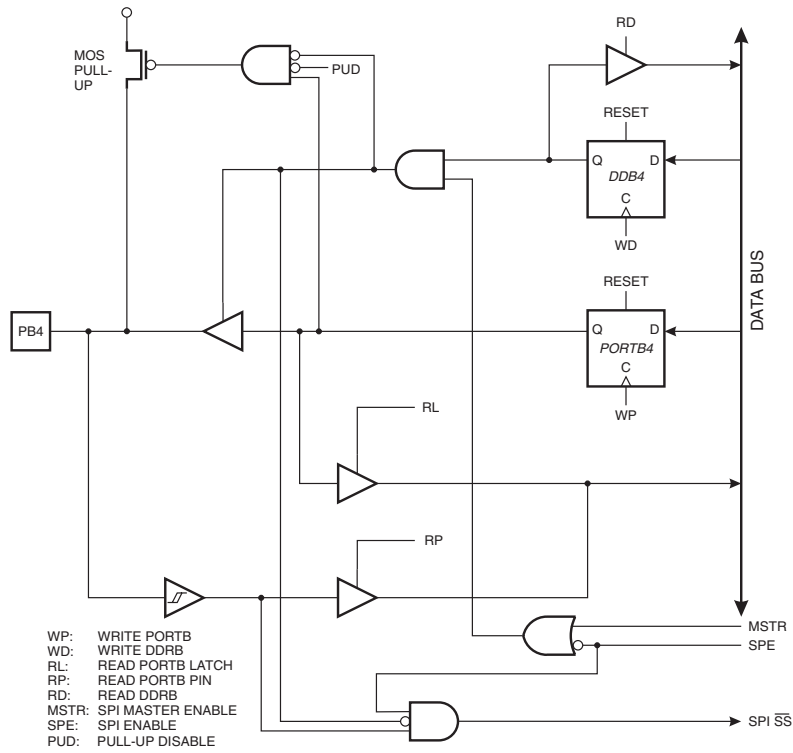 RD
MOS
PULL-
UP
PUD
RESET
Q D
DDB4
C
WD
RESET
DATA BUS
PB4
Q D
PORTB4
C
WP
RL
RP
MSTR
SPE
WP: WRITE PORTB
WD: WRITE DDRB
RL: READ PORTB LATCH
RP: READ PORTB PIN
RD: READ DDRB
MSTR: SPI MASTER ENABLE
SPE: SPI ENABLE
PUD: PULL-UP DISABLE
SPI S̅S̅